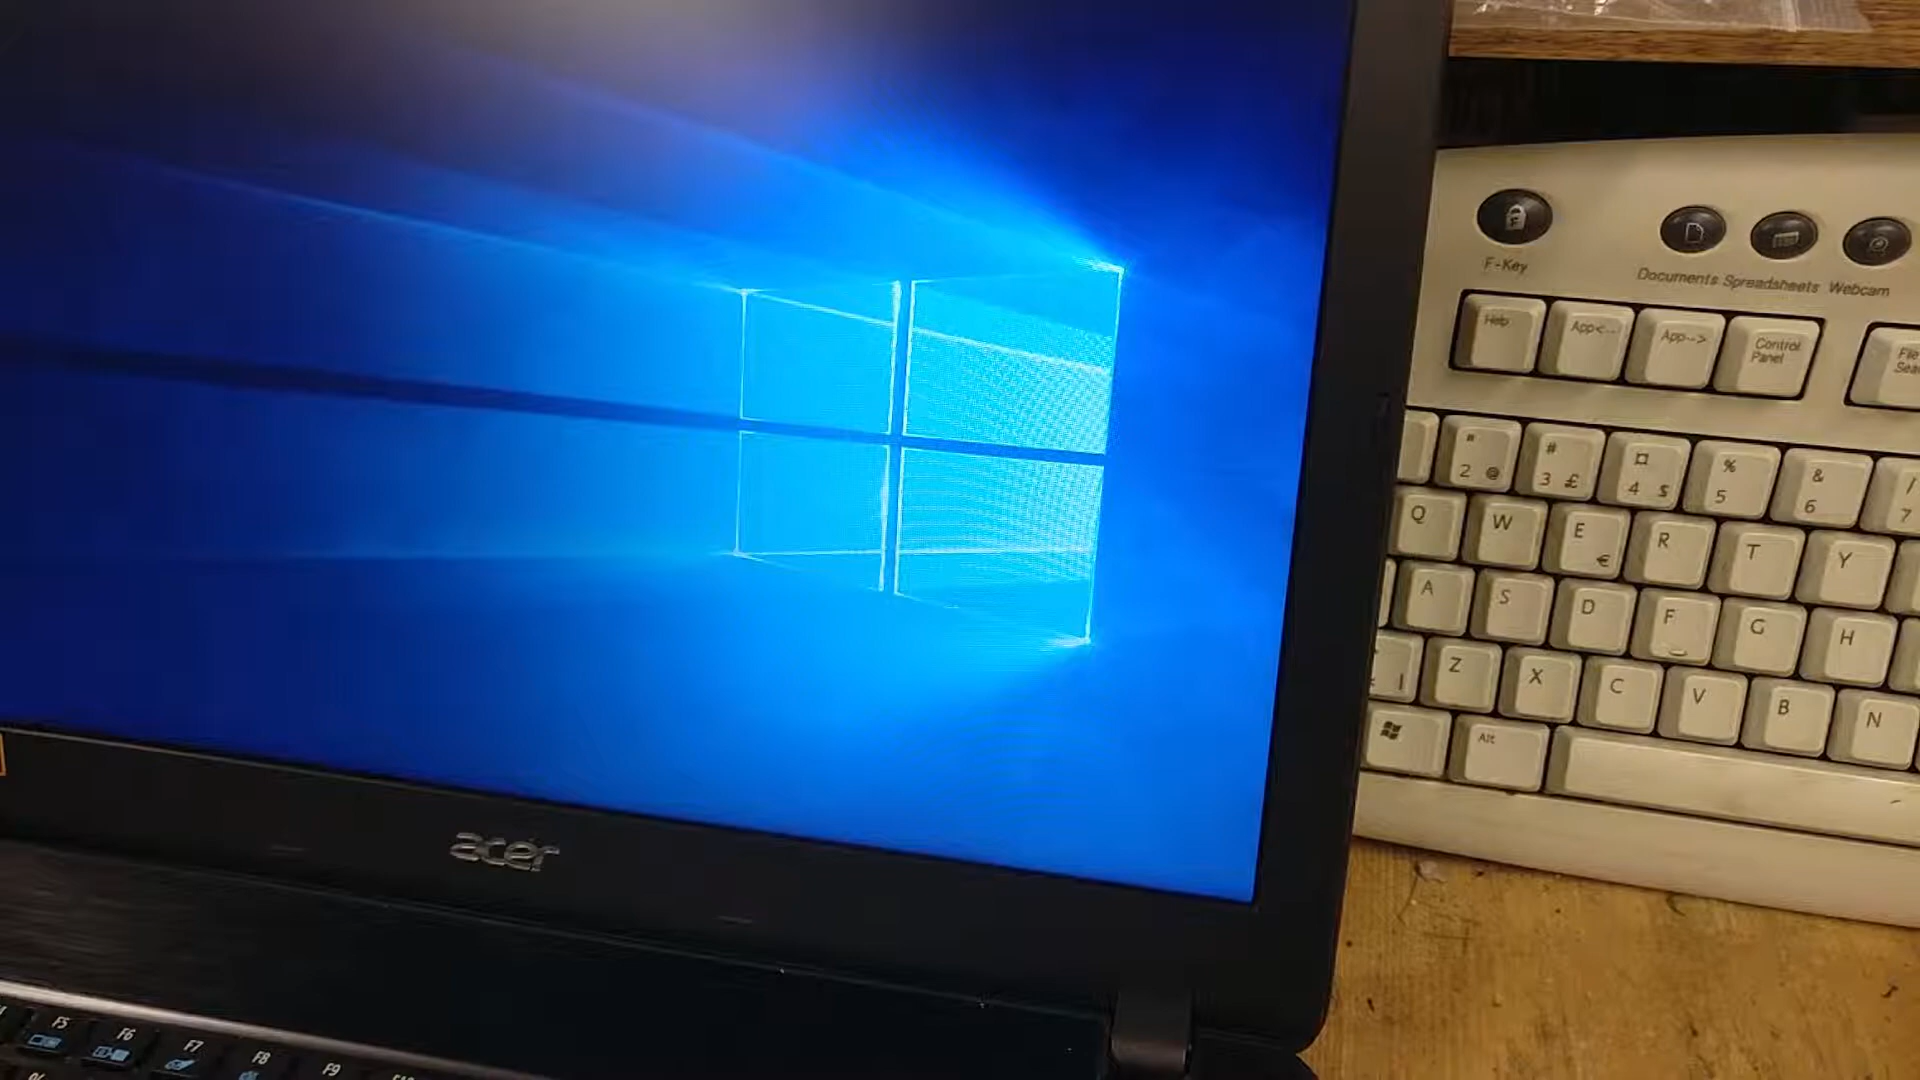 F-Key
Documents Spreadsheets Webcam
Help App<-- App--> Control Panel
" 2 @ # 3 £ ¤ 4 $ % 5 & 6 / 7
Q W E € R T Y
A S D F G H
Z X C V B N
Alt
acer
F5 F6 F7 F8 F9